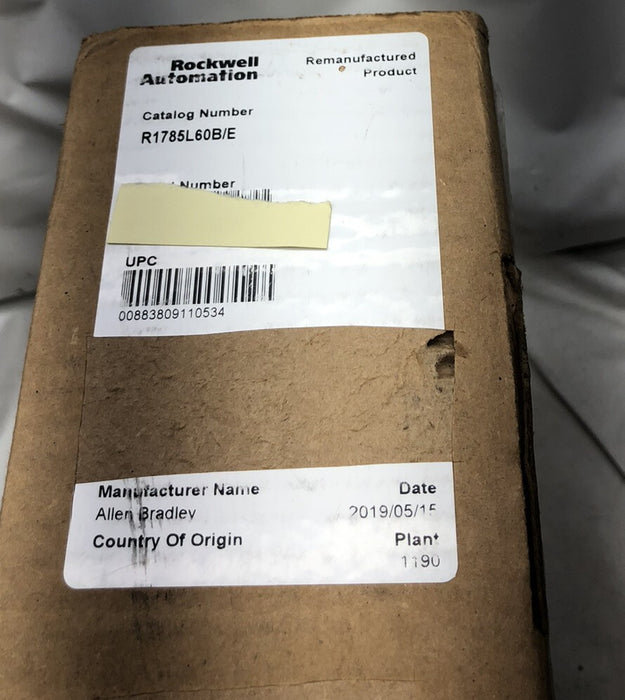 Rockwell
Automation
Remanufactured
Product
Catalog Number
R1785L60B/E
Number
UPC
00883809110534
Manufacturer Name
Date
Allen Bradley
2019/05/15
Country Of Origin
Plant
1190